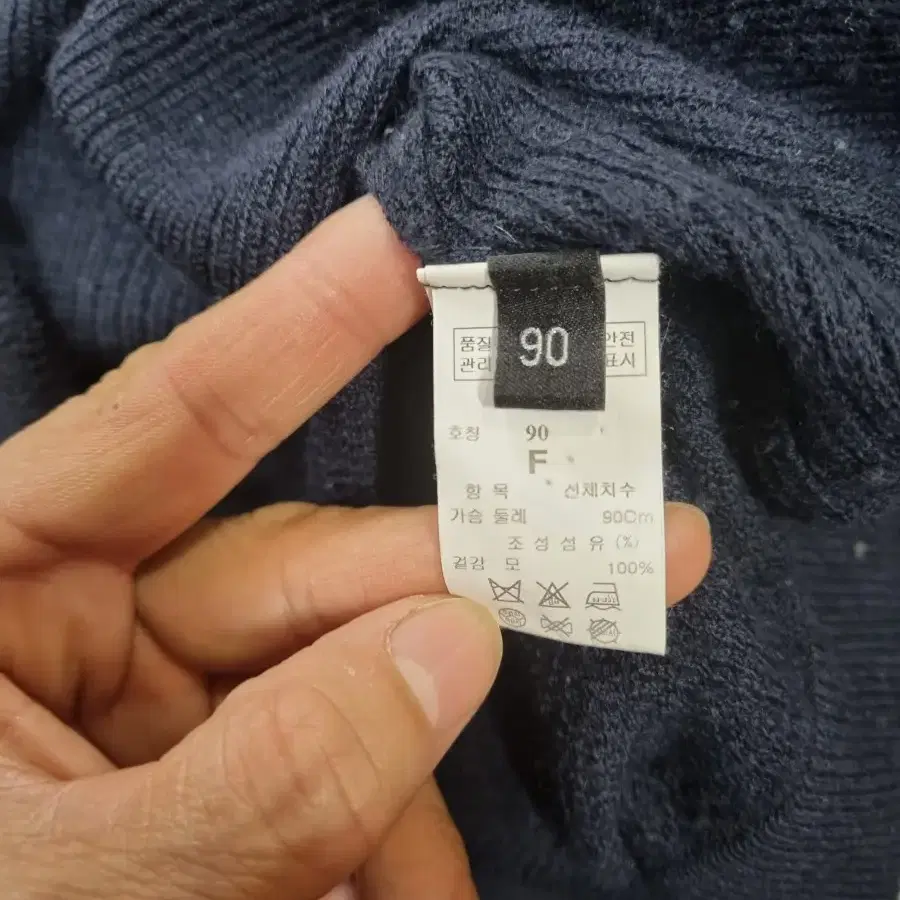 90
품질 안전
관리 표시
호칭 90
F
항 목 신체치수
가슴 둘레 90Cm
조 성 섬 유 (%)
겉감 모 100%